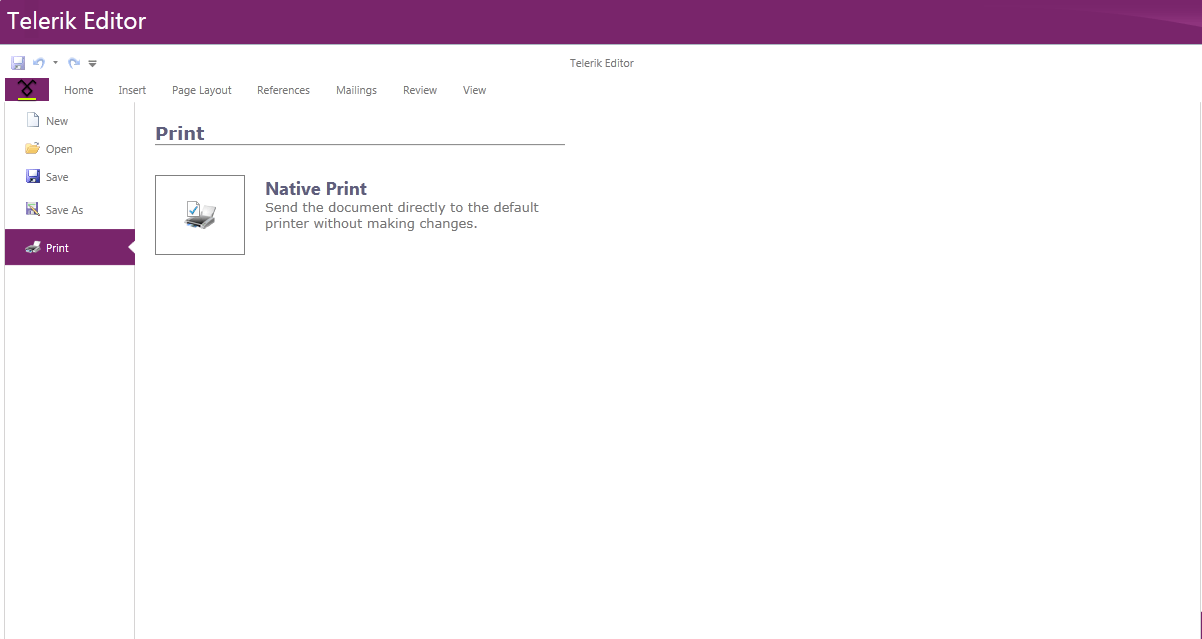 Telerik Editor
Telerik Editor
Home Insert Page Layout References Mailings Review View
New
Open
Save
Save As
Print
Print
Native Print
Send the document directly to the default
printer without making changes.